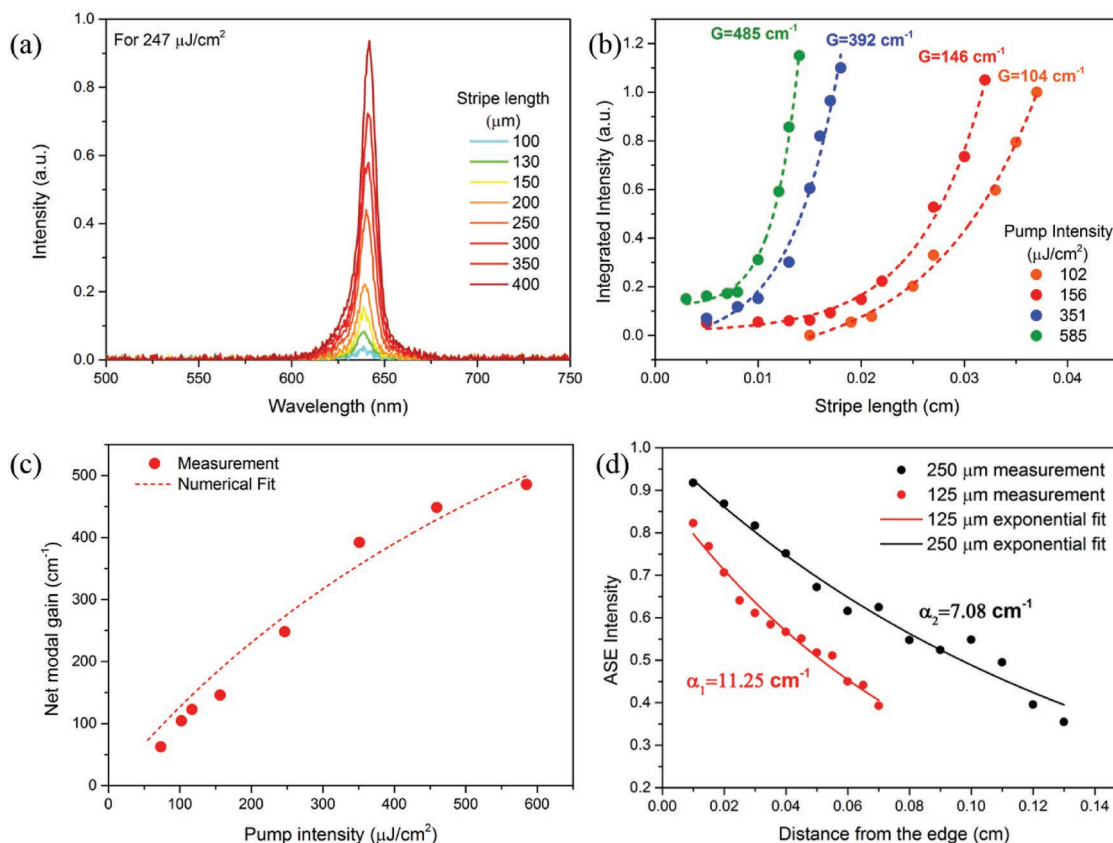 (a)
For 247 μJ/cm²
Stripe length
(μm)
100
130
150
200
250
300
350
400
1.0
0.8
0.6
0.4
0.2
0.0
Intensity (a.u.)
500
550
600
650
700
750
Wavelength (nm)
(b)
G=485 cm⁻¹
G=392 cm⁻¹
G=146 cm⁻¹
G=104 cm⁻¹
Pump Intensity
(μJ/cm²)
102
156
351
585
1.2
1.0
0.8
0.6
0.4
0.2
0.0
Integrated Intensity (a.u.)
0.00
0.01
0.02
0.03
0.04
Stripe length (cm)
(c)
Measurement
Numerical Fit
500
400
300
200
100
0
Net modal gain (cm⁻¹)
0
100
200
300
400
500
600
Pump intensity (μJ/cm²)
(d)
250 μm measurement
125 μm measurement
125 μm exponential fit
250 μm exponential fit
α₂=7.08 cm⁻¹
α₁=11.25 cm⁻¹
1.0
0.9
0.8
0.7
0.6
0.5
0.4
0.3
0.2
ASE Intensity
0.00
0.02
0.04
0.06
0.08
0.10
0.12
0.14
Distance from the edge (cm)